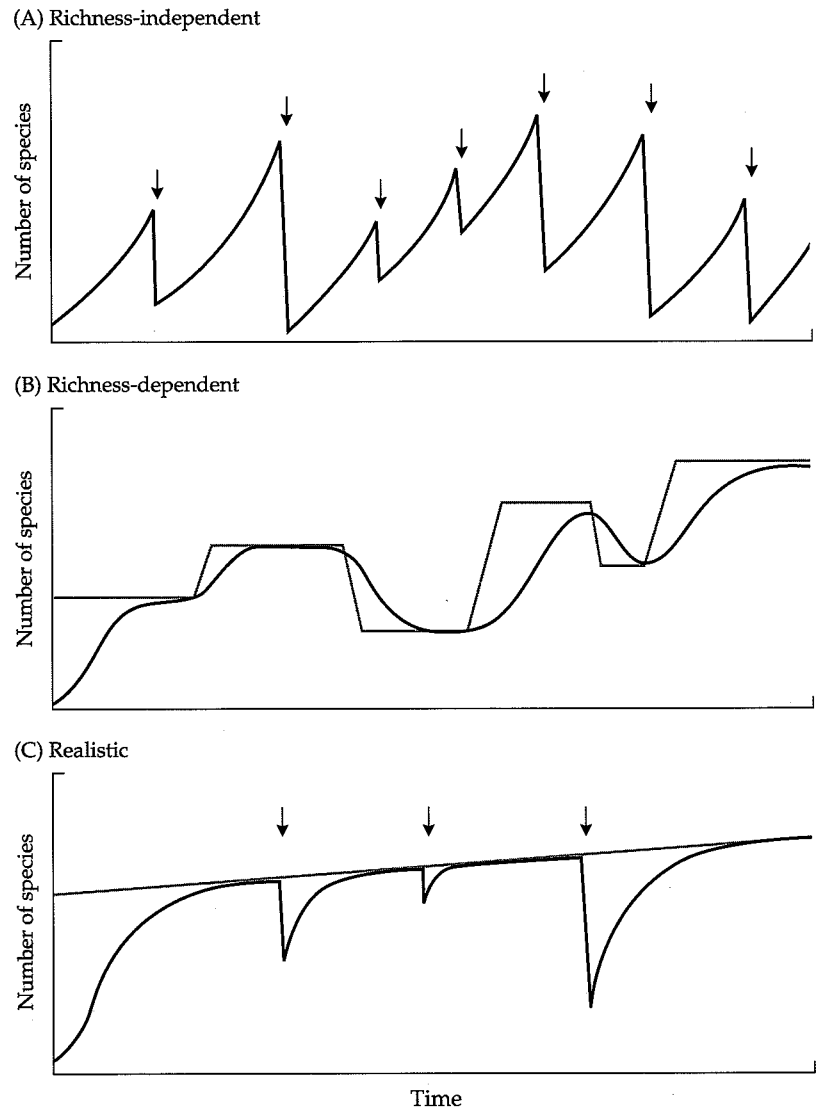 (A) Richness-independent
Number of species
(B) Richness-dependent
Number of species
(C) Realistic
Number of species
Time